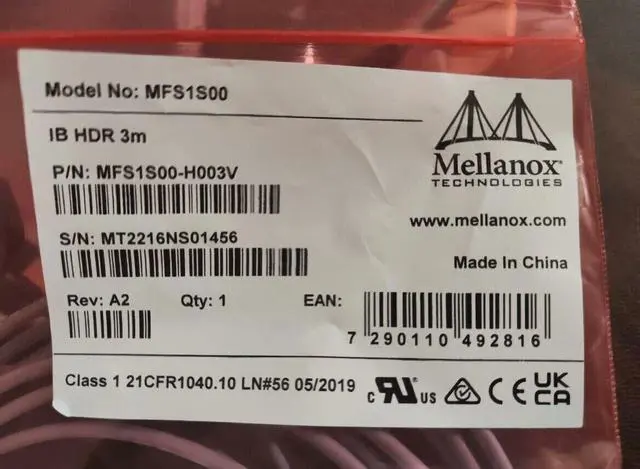 Model No: MFS1S00
IB HDR 3m
P/N: MFS1S00-H003V
S/N: MT2216NS01456
Mellanox®
TECHNOLOGIES
www.mellanox.com
Made In China
Rev: A2 Qty: 1 EAN:
7 290110 492816
Class 1 21CFR1040.10 LN#56 05/2019 c RU US CE UK CA